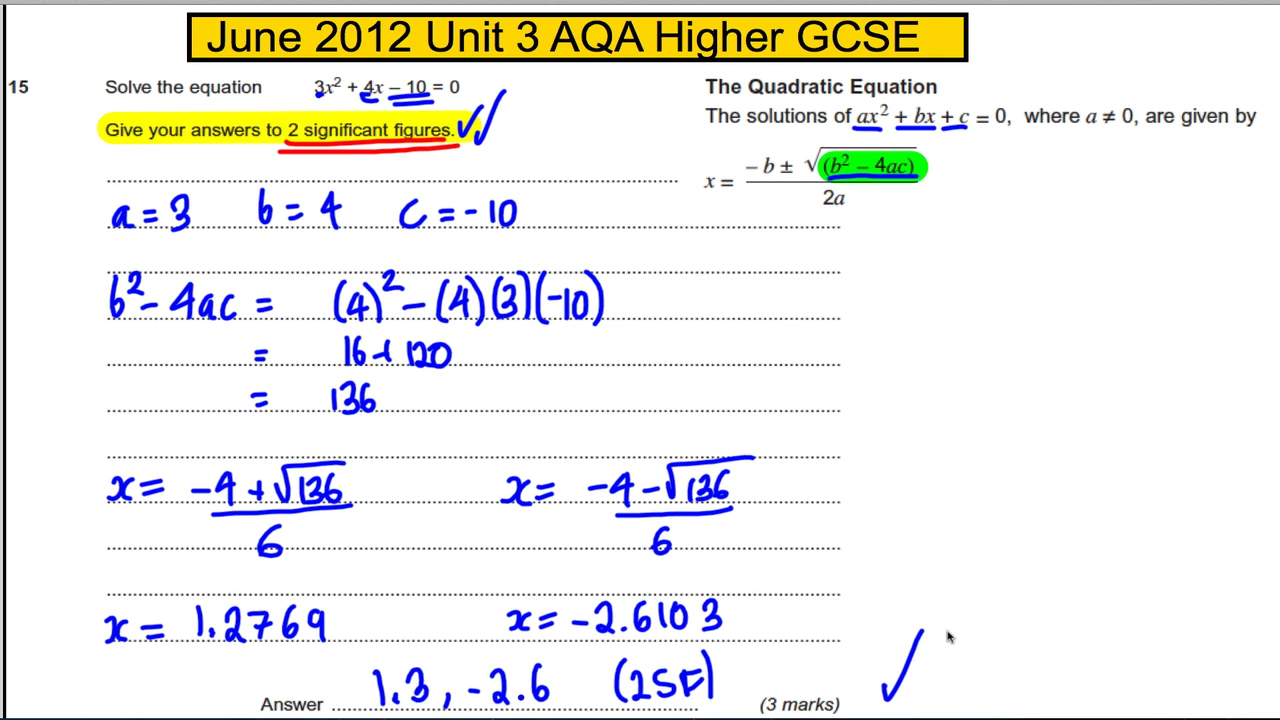 June 2012 Unit 3 AQA Higher GCSE
15 Solve the equation 3x² + 4x – 10 = 0
Give your answers to 2 significant figures.
a = 3 b = 4 c = -10
b² - 4ac = (4)² - (4)(3)(-10)
= 16 + 120
= 136
x = (-4 + √136)/6 x = (-4 - √136)/6
x = 1.2769 x = -2.6103
Answer 1.3, -2.6 (2SF) (3 marks)
The Quadratic Equation
The solutions of ax² + bx + c = 0, where a ≠ 0, are given by
x = (– b ± √(b² – 4ac))/2a